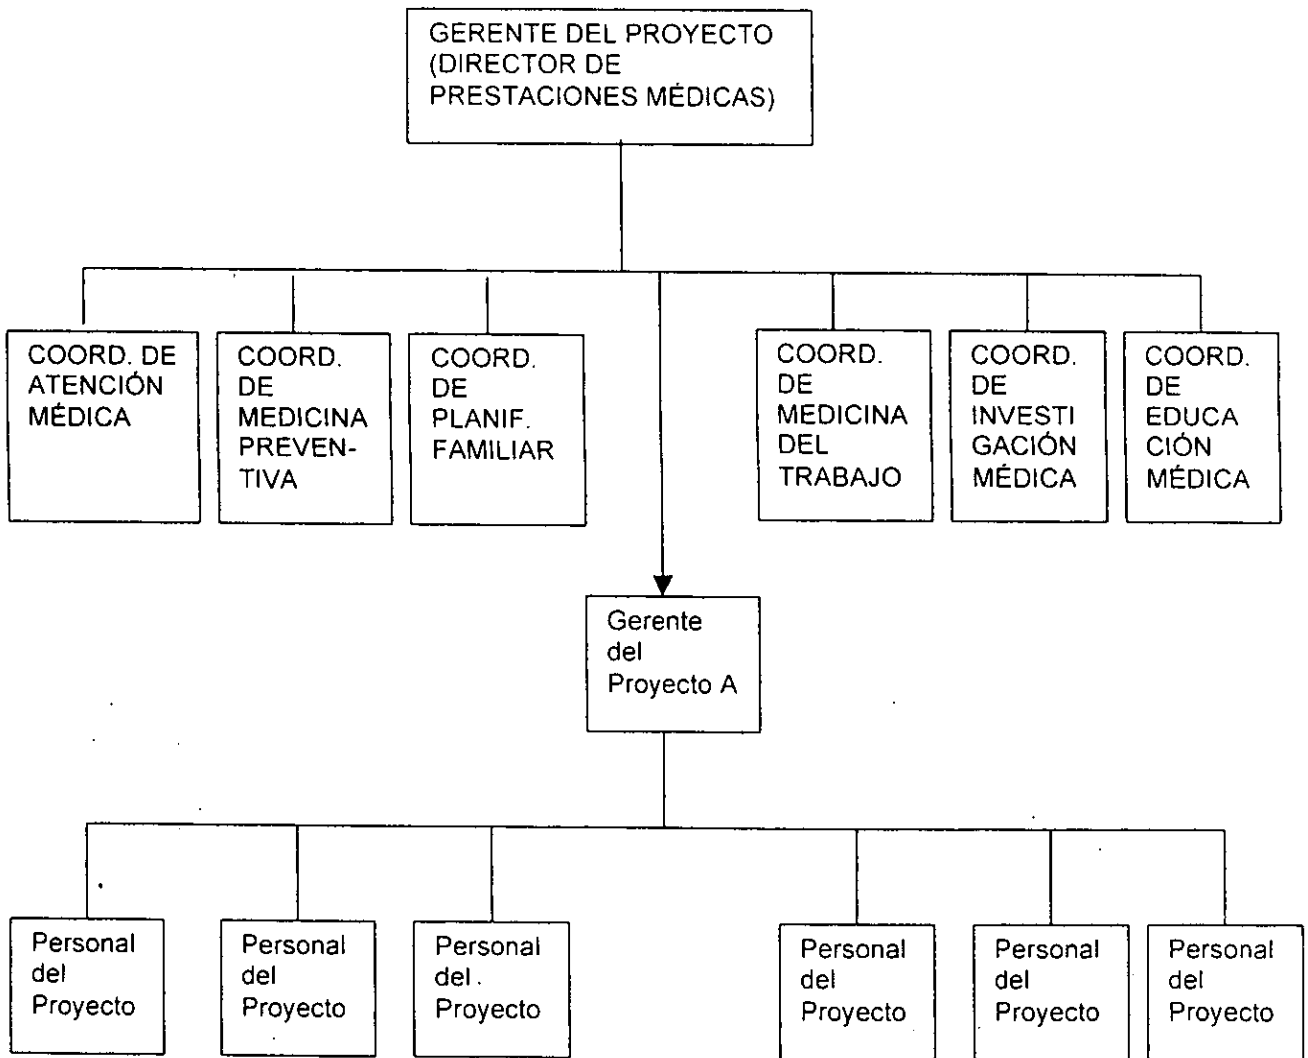 GERENTE DEL PROYECTO
(DIRECTOR DE
PRESTACIONES MÉDICAS)
COORD. DE
ATENCIÓN
MÉDICA
COORD.
DE
MEDICINA
PREVEN-
TIVA
COORD.
DE
PLANIF.
FAMILIAR
COORD.
DE
MEDICINA
DEL
TRABAJO
COORD.
DE
INVESTI
GACIÓN
MÉDICA
COORD.
DE
EDUCA
CIÓN
MÉDICA
Gerente
del
Proyecto A
Personal
del
Proyecto
Personal
del
Proyecto
Personal
del
Proyecto
Personal
del
Proyecto
Personal
del
Proyecto
Personal
del
Proyecto